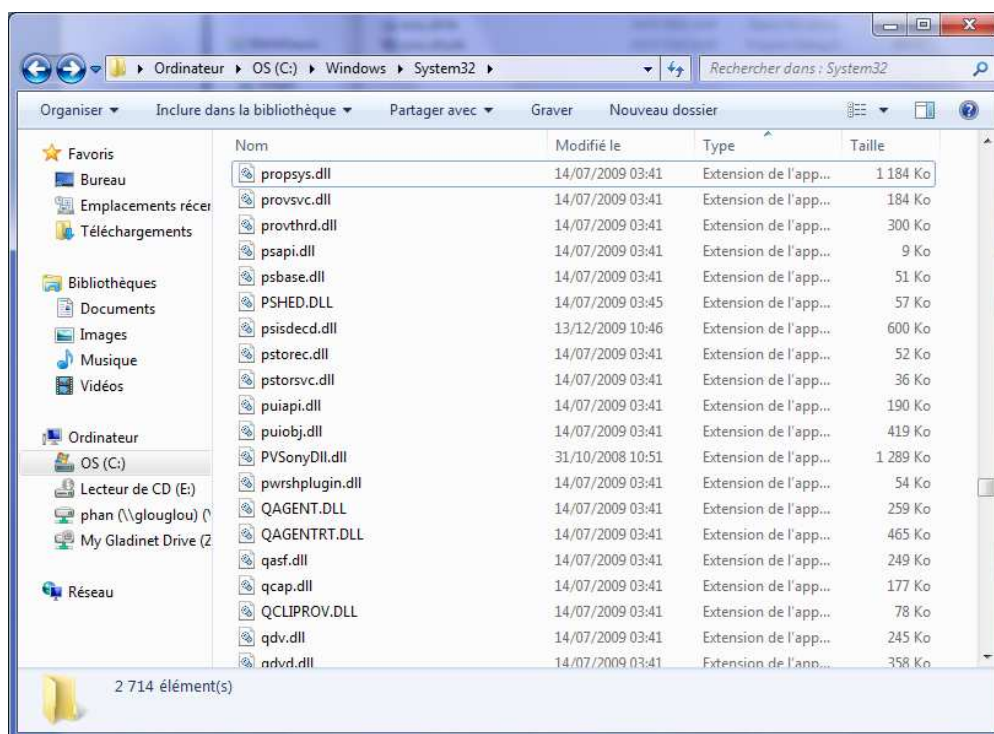 Ordinateur ▸ OS (C:) ▸ Windows ▸ System32 ▸ Rechercher dans : System32
Organiser Inclure dans la bibliothèque Partager avec Graver Nouveau dossier
Nom Modifié le Type Taille
Favoris
Bureau
Emplacements récer
Téléchargements
Bibliothèques
Documents
Images
Musique
Vidéos
Ordinateur
OS (C:)
Lecteur de CD (E:)
phan (\\glouglou) (\
My Gladinet Drive (Z
Réseau
propsys.dll 14/07/2009 03:41 Extension de l'app... 1 184 Ko
provsvc.dll 14/07/2009 03:41 Extension de l'app... 184 Ko
provthrd.dll 14/07/2009 03:41 Extension de l'app... 300 Ko
psapi.dll 14/07/2009 03:41 Extension de l'app... 9 Ko
psbase.dll 14/07/2009 03:41 Extension de l'app... 51 Ko
PSHED.DLL 14/07/2009 03:45 Extension de l'app... 57 Ko
psisdecd.dll 13/12/2009 10:46 Extension de l'app... 600 Ko
pstorec.dll 14/07/2009 03:41 Extension de l'app... 52 Ko
pstorsvc.dll 14/07/2009 03:41 Extension de l'app... 36 Ko
puiapi.dll 14/07/2009 03:41 Extension de l'app... 190 Ko
puiobj.dll 14/07/2009 03:41 Extension de l'app... 419 Ko
PVSonyDll.dll 31/10/2008 10:51 Extension de l'app... 1 289 Ko
pwrshplugin.dll 14/07/2009 03:41 Extension de l'app... 54 Ko
QAGENT.DLL 14/07/2009 03:41 Extension de l'app... 259 Ko
QAGENTRT.DLL 14/07/2009 03:41 Extension de l'app... 465 Ko
qasf.dll 14/07/2009 03:41 Extension de l'app... 249 Ko
qcap.dll 14/07/2009 03:41 Extension de l'app... 177 Ko
QCLIPROV.DLL 14/07/2009 03:41 Extension de l'app... 78 Ko
qdv.dll 14/07/2009 03:41 Extension de l'app... 245 Ko
qdvd.dll 14/07/2009 03:41 Extension de l'app... 358 Ko
2 714 élément(s)